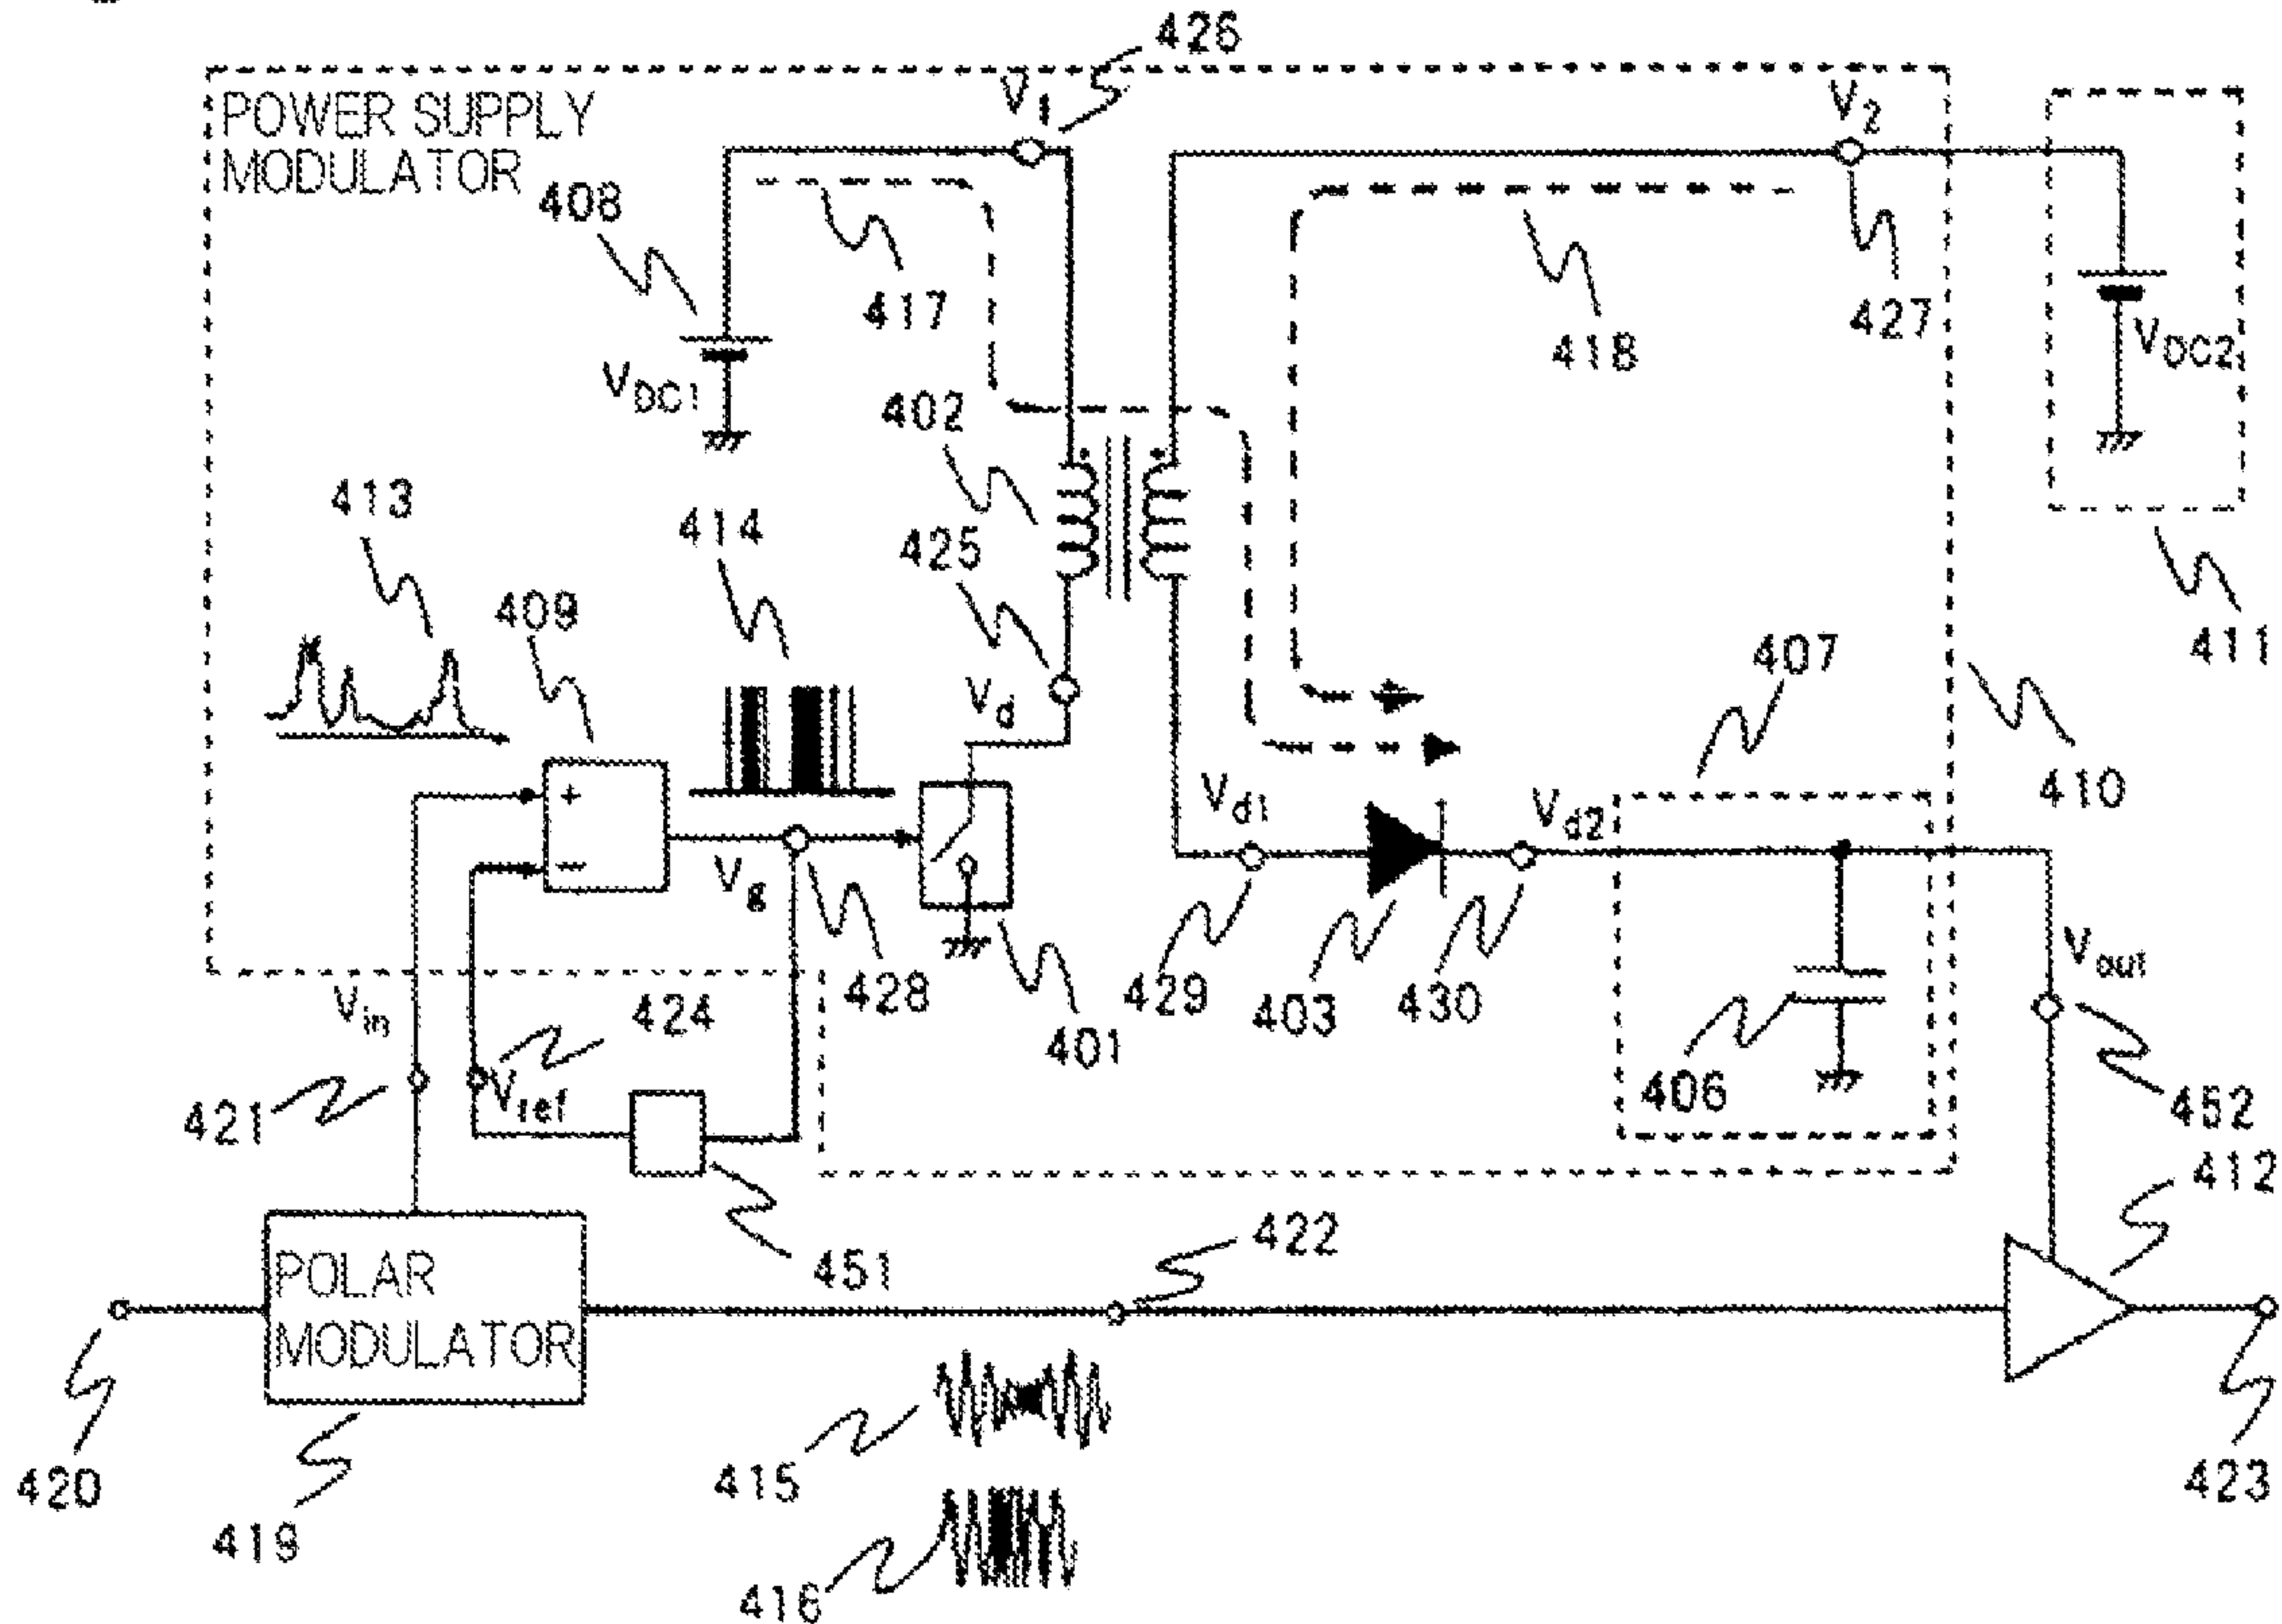 426
POWER SUPPLY
MODULATOR
V1
V2
408
417
418
427
VDC1
VDC2
402
413
414
425
409
411
407
Vd
410
+
−
Vg
Vd1
Vd2
Vout
428
429
403
430
401
Vin
424
421
Vref
406
452
412
451
422
POLAR
MODULATOR
415
420
419
416
423